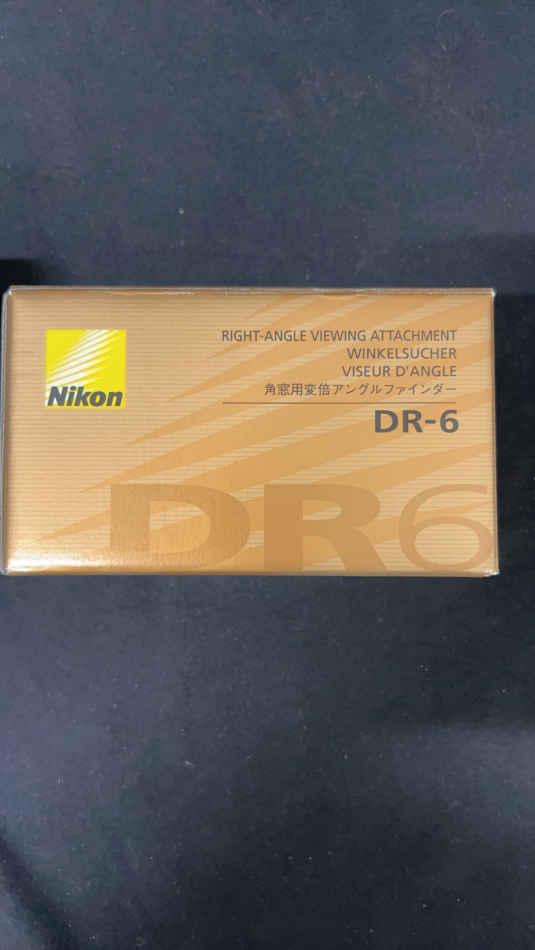 Nikon
RIGHT-ANGLE VIEWING ATTACHMENT
WINKELSUCHER
VISEUR D'ANGLE
角窓用変倍アングルファインダー
DR-6
DR6